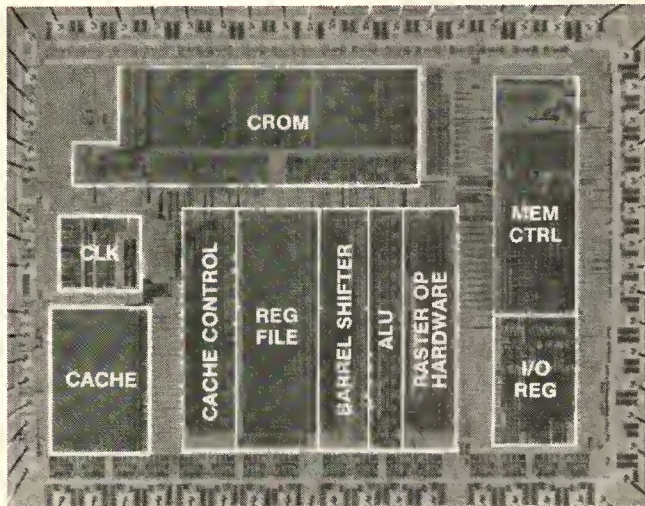 CROM
MEM
CTRL
CLK
CACHE CONTROL
REG
FILE
BARREL SHIFTER
ALU
RASTER OP
HARDWARE
CACHE
I/O
REG